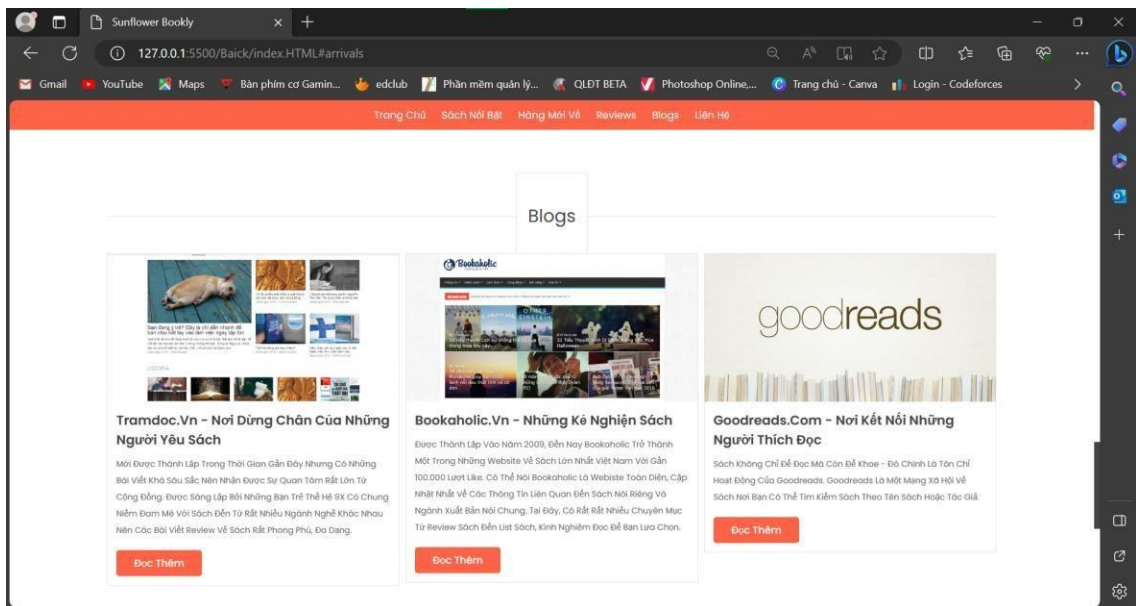 Sunflower Bookly
127.0.0.1:5500/Baick/index.HTML#arrivals
Gmail YouTube Maps Bàn phím cơ Gamin... edclub Phần mềm quản lý... QLĐT BETA Photoshop Online,... Trang chủ - Canva Login - Codeforces
Trang Chủ Sách Nổi Bật Hàng Mới Về Reviews Blogs Liên Hệ
Blogs
Bookaholic
goodreads
Tramdoc.Vn - Nơi Dừng Chân Của Những
Người Yêu Sách
Mới Được Thành Lập Trong Thời Gian Gần Đây Nhưng Có Những
Bài Viết Khá Sâu Sắc Nên Nhận Được Sự Quan Tâm Rất Lớn Từ
Cộng Đồng. Được Sáng Lập Bởi Những Bạn Trẻ Thế Hệ 9X Có Chung
Niềm Đam Mê Với Sách Đến Từ Rất Nhiều Ngành Nghề Khác Nhau
Nên Các Bài Viết Review Về Sách Rất Phong Phú, Đa Dạng.
Đọc Thêm
Bookaholic.Vn - Những Kẻ Nghiện Sách
Được Thành Lập Vào Năm 2009, Đến Nay Bookaholic Trở Thành
Một Trong Những Website Về Sách Lớn Nhất Việt Nam Với Gần
100.000 Lượt Like. Có Thể Nói Bookaholic Là Webiste Toàn Diện, Cập
Nhật Nhất Về Các Thông Tin Liên Quan Đến Sách Nói Riêng Và
Ngành Xuất Bản Nói Chung. Tại Đây, Có Rất Rất Nhiều Chuyên Mục
Từ Review Sách Đến List Sách, Kinh Nghiệm Đọc Để Bạn Lựa Chọn.
Đọc Thêm
Goodreads.Com - Nơi Kết Nối Những
Người Thích Đọc
Sách Không Chỉ Để Đọc Mà Còn Để Khoe - Đó Chính Là Tôn Chỉ
Hoạt Động Của Goodreads. Goodreads Là Một Mạng Xã Hội Về
Sách Nơi Bạn Có Thể Tìm Kiếm Sách Theo Tên Sách Hoặc Tác Giả.
Đọc Thêm